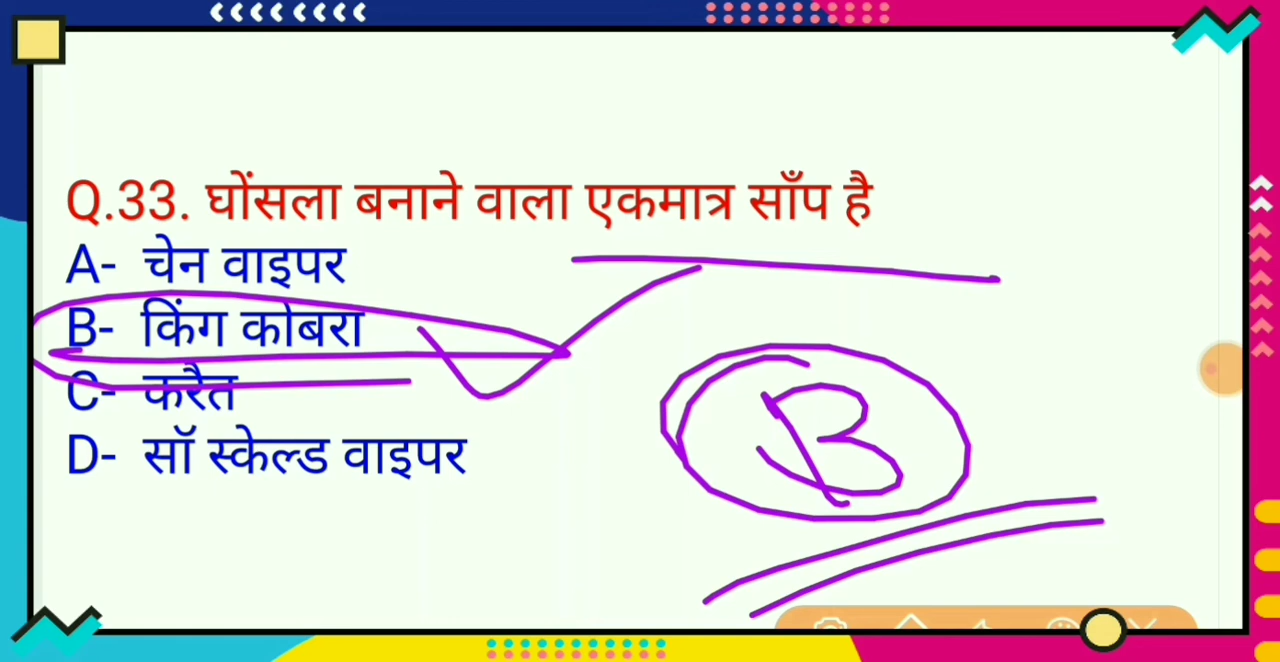 Q.33. घोंसला बनाने वाला एकमात्र साँप है
A- चेन वाइपर
B- किंग कोबरा
C- करैत
D- सॉ स्केल्ड वाइपर
B